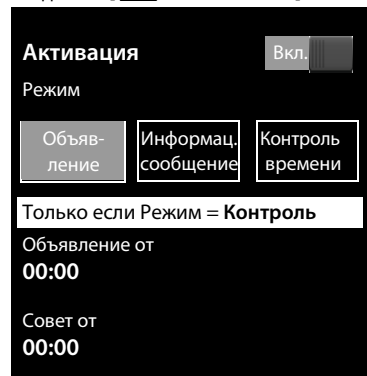 Активация Вкл.
Режим
Объяв- Информац. Контроль
ление сообщение времени
Только если Режим = Контроль
Объявление от
00:00
Совет от
00:00